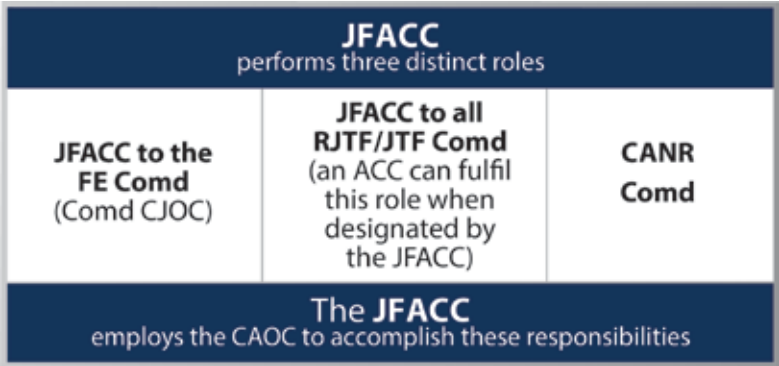 JFACC
performs three distinct roles
JFACC to the
FE Comd
(Comd CJOC)
JFACC to all
RJTF/JTF Comd
(an ACC can fulfil
this role when
designated by
the JFACC)
CANR
Comd
The JFACC
employs the CAOC to accomplish these responsibilities